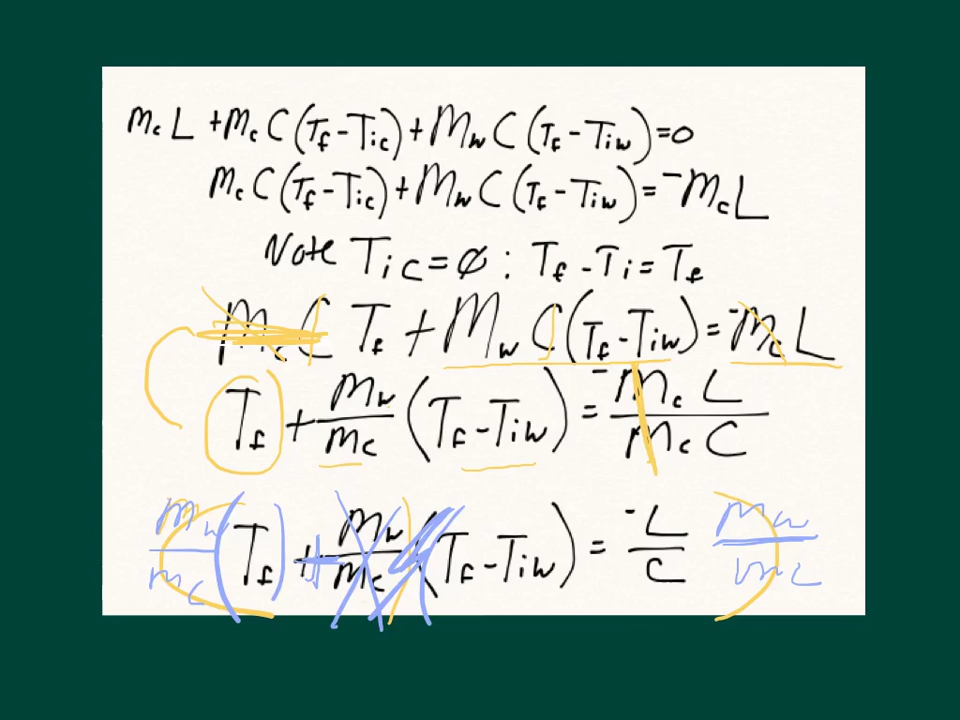 m_c L + m_c C (T_f - T_ic) + M_w C (T_f - T_iw) = 0
m_c C (T_f - T_ic) + M_w C (T_f - T_iw) = -m_c L
Note T_ic = Ø : T_f - T_i = T_f
m_c C T_f + M_w C (T_f - T_iw) = -m_c L
T_f + m_w/m_c (T_f - T_iw) = -m_c L / m_c C
m_w/m_c (T_f) + m_w/m_c (T_f - T_iw) = -L/C m_w/m_c